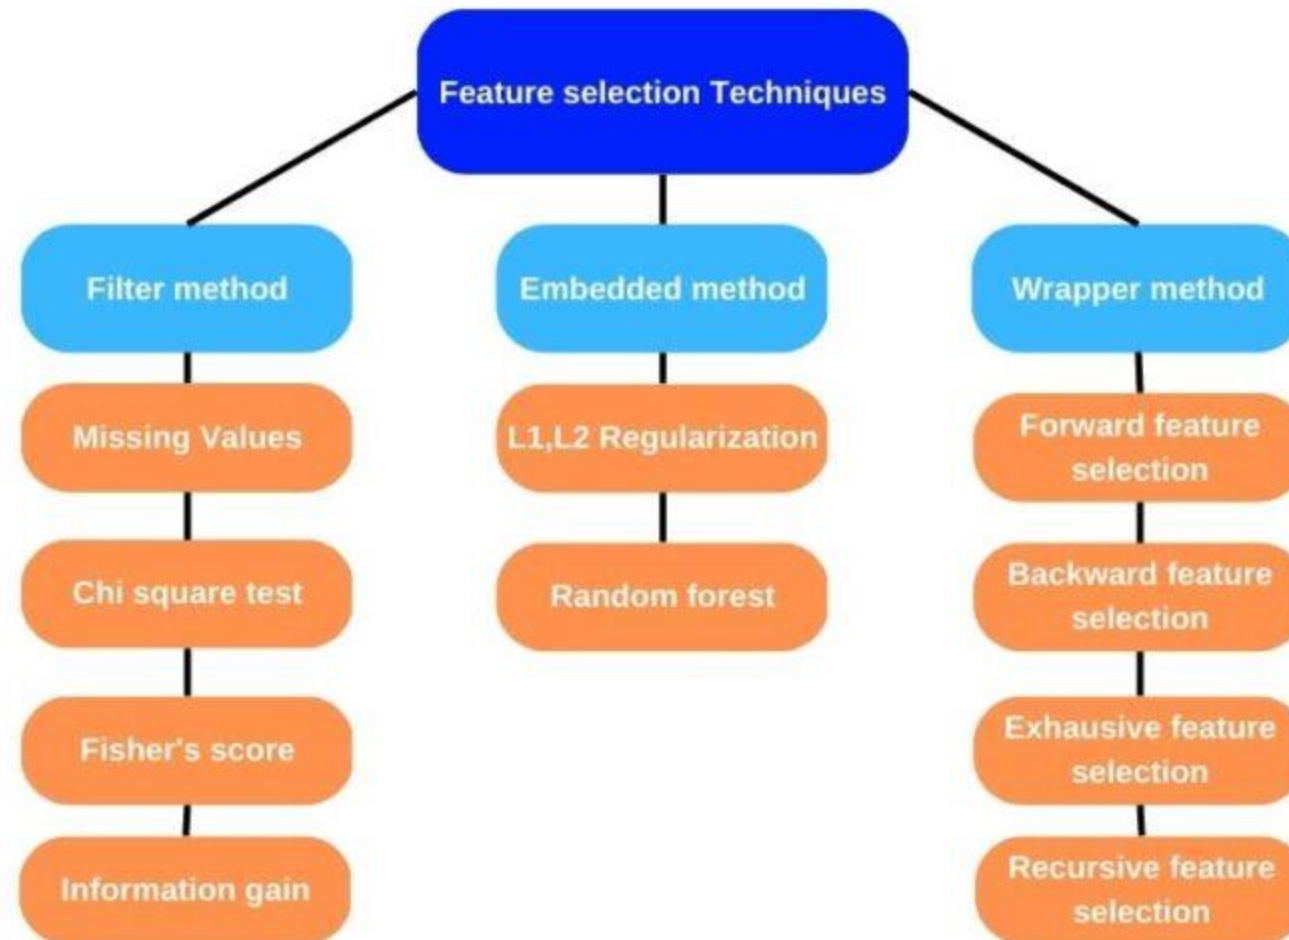 Feature selection Techniques
Filter method
Missing Values
Chi square test
Fisher's score
Information gain
Embedded method
L1,L2 Regularization
Random forest
Wrapper method
Forward feature
selection
Backward feature
selection
Exhausive feature
selection
Recursive feature
selection